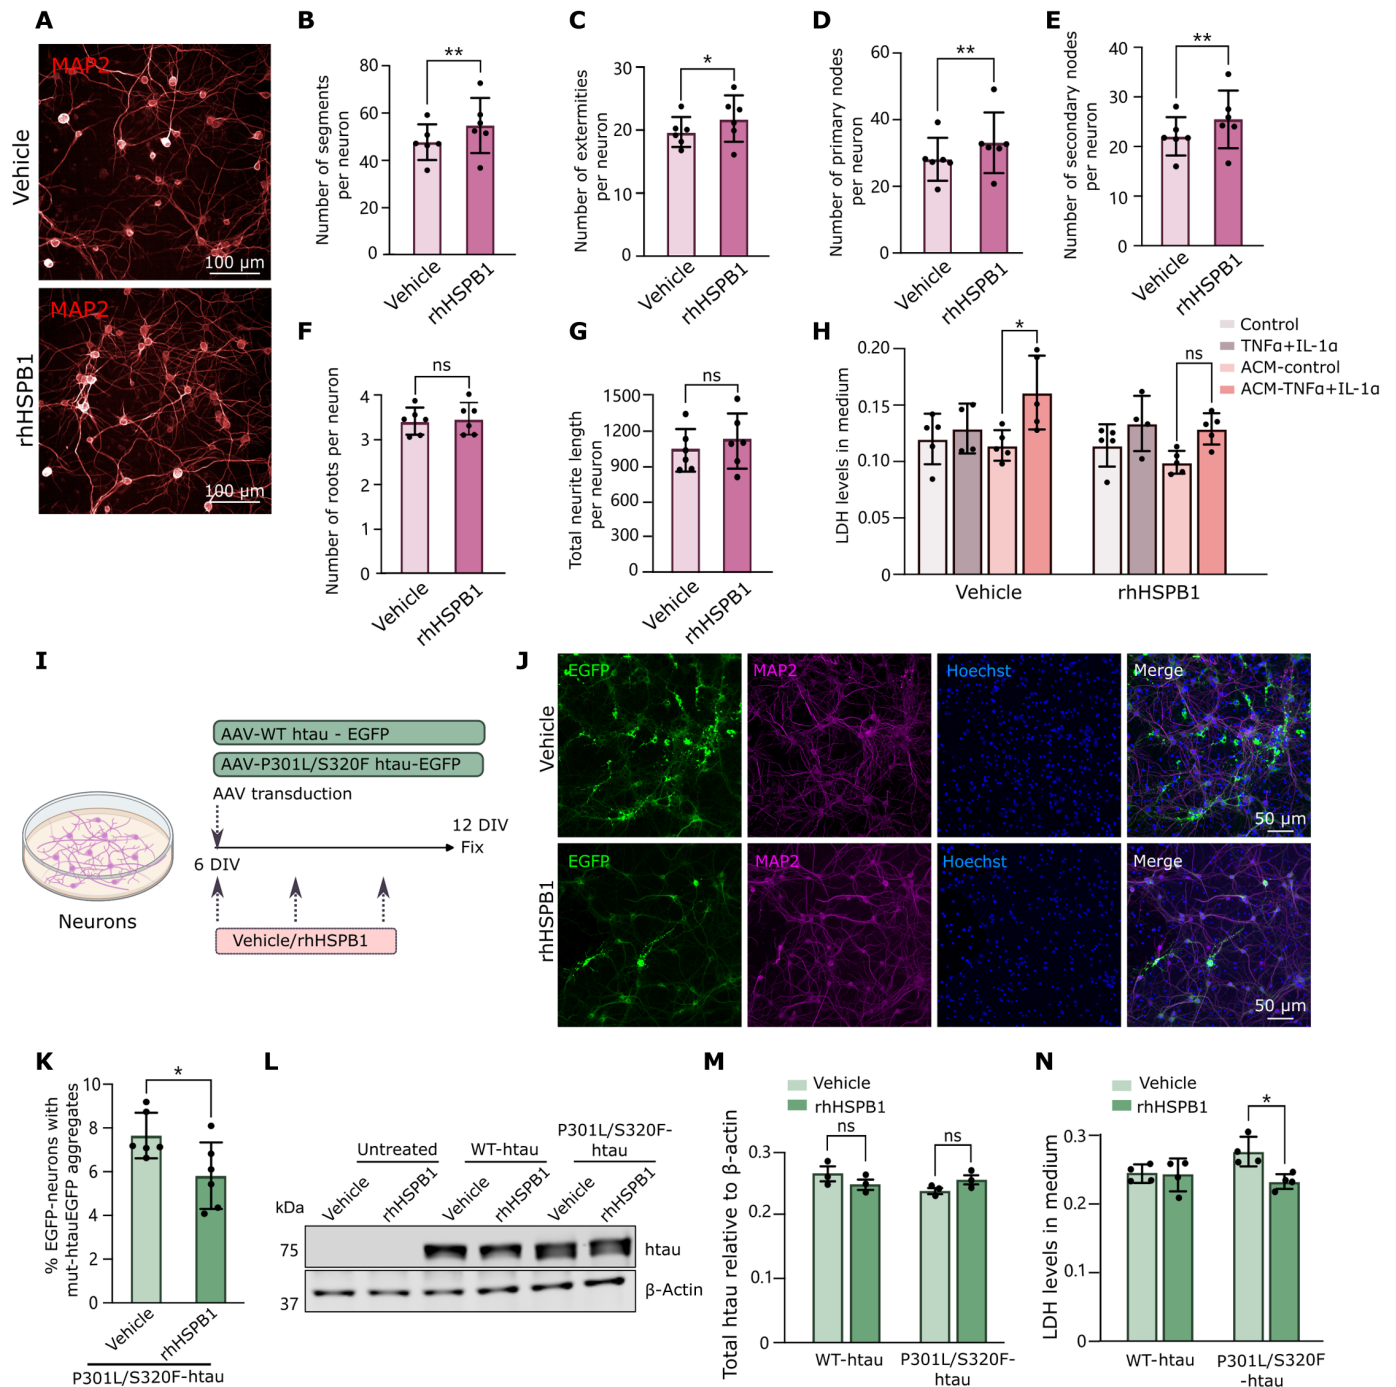 A
MAP2
Vehicle
100 µm
MAP2
rhHSPB1
100 µm
B
**
Number of segments
per neuron
80
60
40
20
0
Vehicle
rhHSPB1
C
*
Number of extermities
per neuron
30
20
10
0
Vehicle
rhHSPB1
D
**
Number of primary nodes
per neuron
60
40
20
0
Vehicle
rhHSPB1
E
**
Number of secondary nodes
per neuron
40
30
20
10
0
Vehicle
rhHSPB1
F
ns
Number of roots per neuron
4
3
2
1
0
Vehicle
rhHSPB1
G
ns
Total neurite length
per neuron
1500
1200
900
600
300
0
Vehicle
rhHSPB1
H
Control
TNFα+IL-1α
ACM-control
ACM-TNFα+IL-1α
*
ns
LDH levels in medium
0.20
0.15
0.10
0.05
0
Vehicle
rhHSPB1
I
AAV-WT htau - EGFP
AAV-P301L/S320F htau-EGFP
AAV transduction
12 DIV
Fix
6 DIV
Vehicle/rhHSPB1
Neurons
J
Vehicle
EGFP
MAP2
Hoechst
Merge
50 µm
rhHSPB1
EGFP
MAP2
Hoechst
Merge
50 µm
K
*
% EGFP-neurons with
mut-htauEGFP aggregates
10
8
6
4
2
0
Vehicle
rhHSPB1
P301L/S320F-htau
L
Untreated
WT-htau
P301L/S320F-
htau
Vehicle
rhHSPB1
Vehicle
rhHSPB1
Vehicle
rhHSPB1
kDa
75
htau
37
β-Actin
M
Vehicle
rhHSPB1
ns
ns
Total htau relative to β-actin
0.3
0.2
0.1
0
WT-htau
P301L/S320F-
htau
N
Vehicle
rhHSPB1
*
LDH levels in medium
0.3
0.2
0.1
0
WT-htau
P301L/S320F
-htau